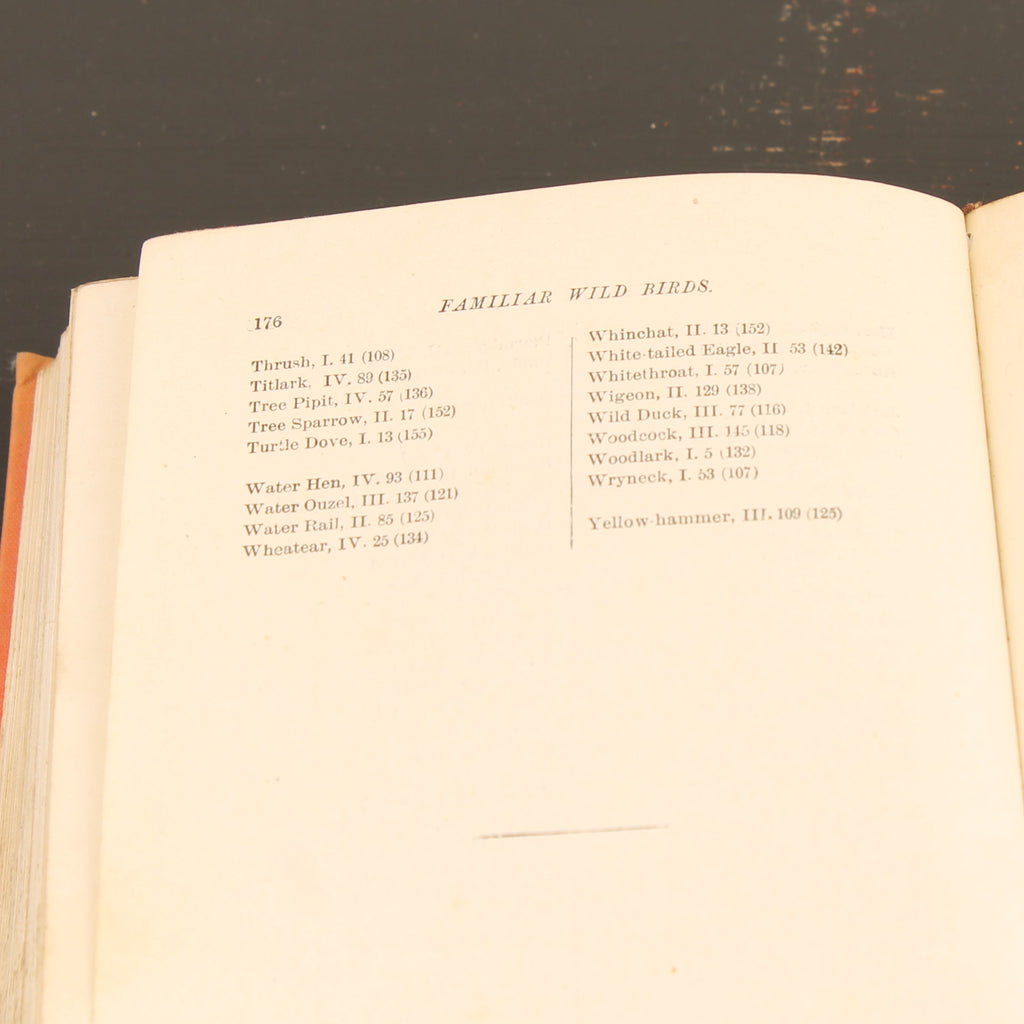 176
FAMILIAR WILD BIRDS.
Thrush, I. 41 (108)
Titlark, IV. 89 (135)
Tree Pipit, IV. 57 (136)
Tree Sparrow, II. 17 (152)
Turtle Dove, I. 13 (155)
Water Hen, IV. 93 (111)
Water Ouzel, III. 137 (121)
Water Rail, II. 85 (125)
Wheatear, IV. 25 (134)
Whinchat, II. 13 (152)
White-tailed Eagle, II 53 (142)
Whitethroat, I. 57 (107)
Wigeon, II. 129 (138)
Wild Duck, III. 77 (116)
Woodcock, III. 145 (118)
Woodlark, I. 5 (132)
Wryneck, I. 53 (107)
Yellow-hammer, III. 109 (125)